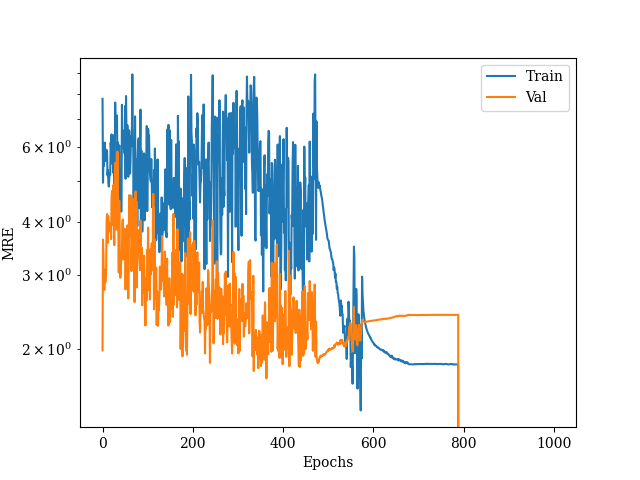 Train
Val
6 × 10⁰
4 × 10⁰
3 × 10⁰
2 × 10⁰
MRE
0
200
400
600
800
1000
Epochs